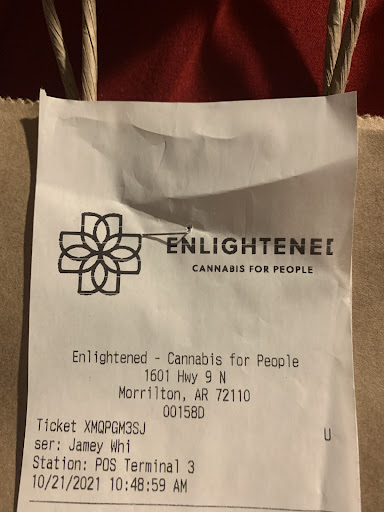 ENLIGHTENED
CANNABIS FOR PEOPLE
Enlightened - Cannabis for People
1601 Hwy 9 N
Morrilton, AR 72110
00158D
Ticket XMQPGM3SJ
U
ser: Jamey Whi
Station: POS Terminal 3
10/21/2021 10:48:59 AM